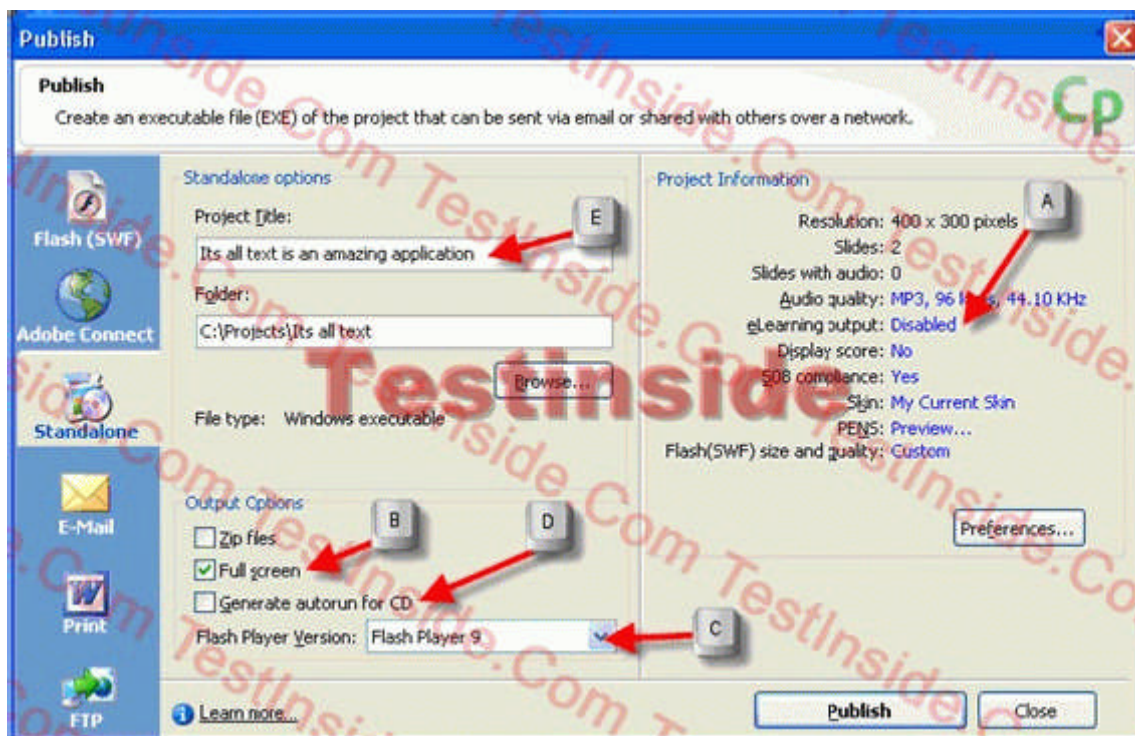 Publish
Publish
Create an executable file (EXE) of the project that can be sent via email or shared with others over a network.
Cp
Flash (SWF)
Adobe Connect
Standalone
E-Mail
Print
FTP
Standalone options
Project Title:
E
Its all text is an amazing application
Folder:
C:\Projects\Its all text
Browse...
File type: Windows executable
Output Options
B
D
Zip files
Full screen
Generate autorun for CD
Flash Player Version: Flash Player 9
C
Project Information
A
Resolution: 400 x 300 pixels
Slides: 2
Slides with audio: 0
Audio quality: MP3, 96 44.10 KHz
eLearning output: Disabled
Display score: No
508 compliance: Yes
Skin: My Current Skin
PENS: Preview...
Flash(SWF) size and quality: Custom
Preferences...
Learn more...
Publish
Close
Testinside
TestInside.Com TestInside.Com TestInside.Com